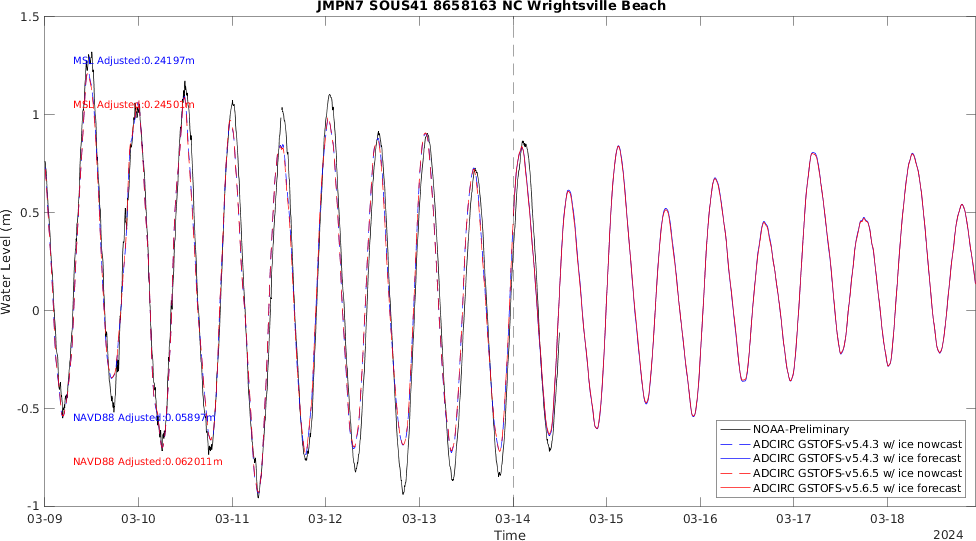 JMPN7 SOUS41 8658163 NC Wrightsville Beach
1.5
1
0.5
0
-0.5
-1
Water Level (m)
MSL Adjusted:0.24197m
MSL Adjusted:0.24501m
NAVD88 Adjusted:0.05897m
NAVD88 Adjusted:0.062011m
NOAA-Preliminary
ADCIRC GSTOFS-v5.4.3 w/ ice nowcast
ADCIRC GSTOFS-v5.4.3 w/ ice forecast
ADCIRC GSTOFS-v5.6.5 w/ ice nowcast
ADCIRC GSTOFS-v5.6.5 w/ ice forecast
03-09 03-10 03-11 03-12 03-13 03-14 03-15 03-16 03-17 03-18
Time
2024